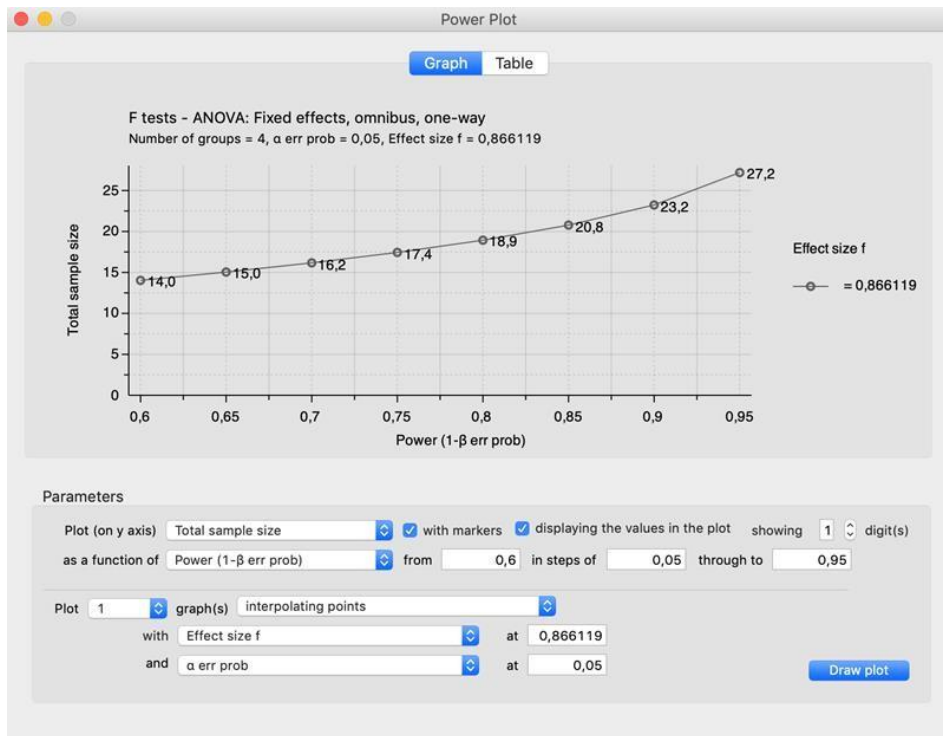 Power Plot
Graph Table
F tests - ANOVA: Fixed effects, omnibus, one-way
Number of groups = 4, α err prob = 0,05, Effect size f = 0,866119
Total sample size
25
20
15
10
5
0
14,0
15,0
16,2
17,4
18,9
20,8
23,2
27,2
0,6 0,65 0,7 0,75 0,8 0,85 0,9 0,95
Power (1-β err prob)
Effect size f
= 0,866119
Parameters
Plot (on y axis) Total sample size with markers displaying the values in the plot showing 1 digit(s)
as a function of Power (1-β err prob) from 0,6 in steps of 0,05 through to 0,95
Plot 1 graph(s) interpolating points
with Effect size f at 0,866119
and α err prob at 0,05
Draw plot